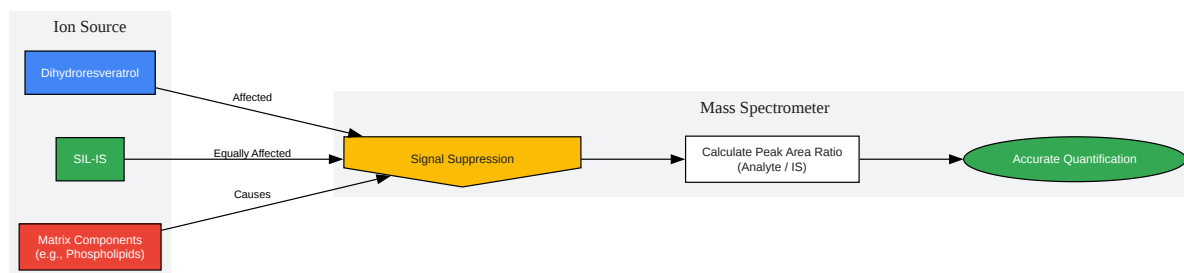 Ion Source
Dihydroresveratrol
Affected
Mass Spectrometer
SIL-IS
Equally Affected
Signal Suppression
Calculate Peak Area Ratio
(Analyte / IS)
Accurate Quantification
Causes
Matrix Components
(e.g., Phospholipids)